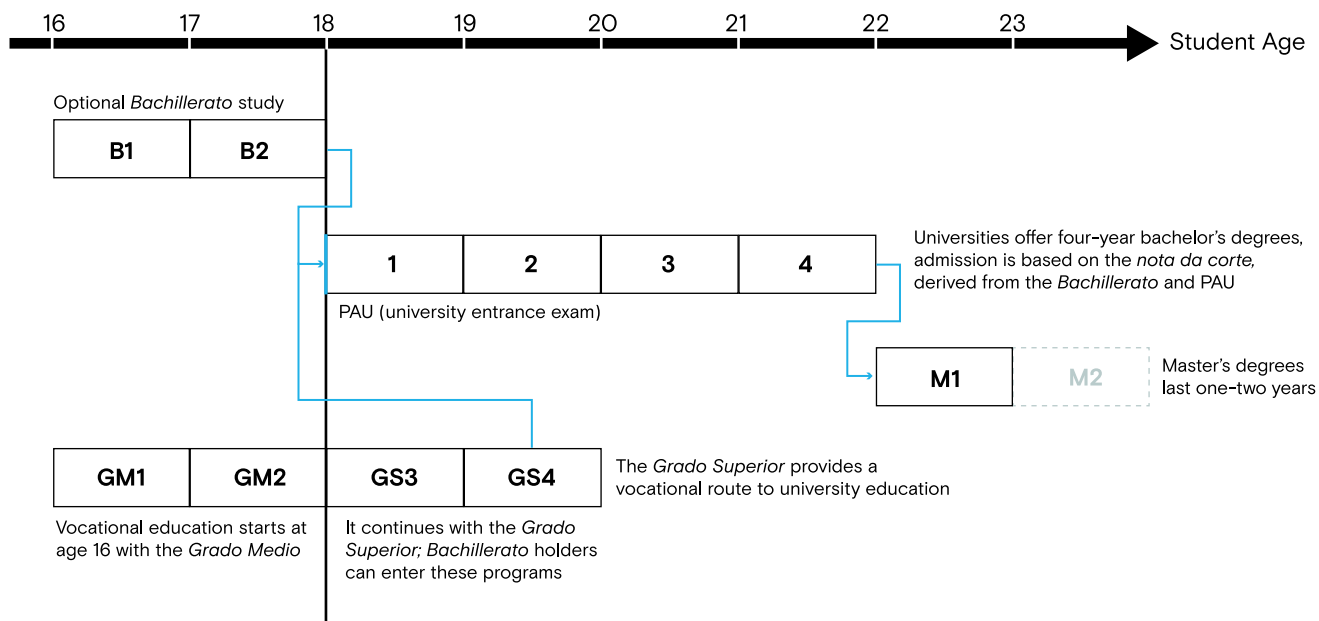 16 17 18 19 20 21 22 23
Student Age
Optional Bachillerato study
B1 B2
1 2 3 4
PAU (university entrance exam)
Universities offer four-year bachelor's degrees,
admission is based on the nota da corte,
derived from the Bachillerato and PAU
M1 M2
Master's degrees
last one-two years
GM1 GM2 GS3 GS4
The Grado Superior provides a
vocational route to university education
Vocational education starts at
age 16 with the Grado Medio
It continues with the Grado
Superior; Bachillerato holders
can enter these programs